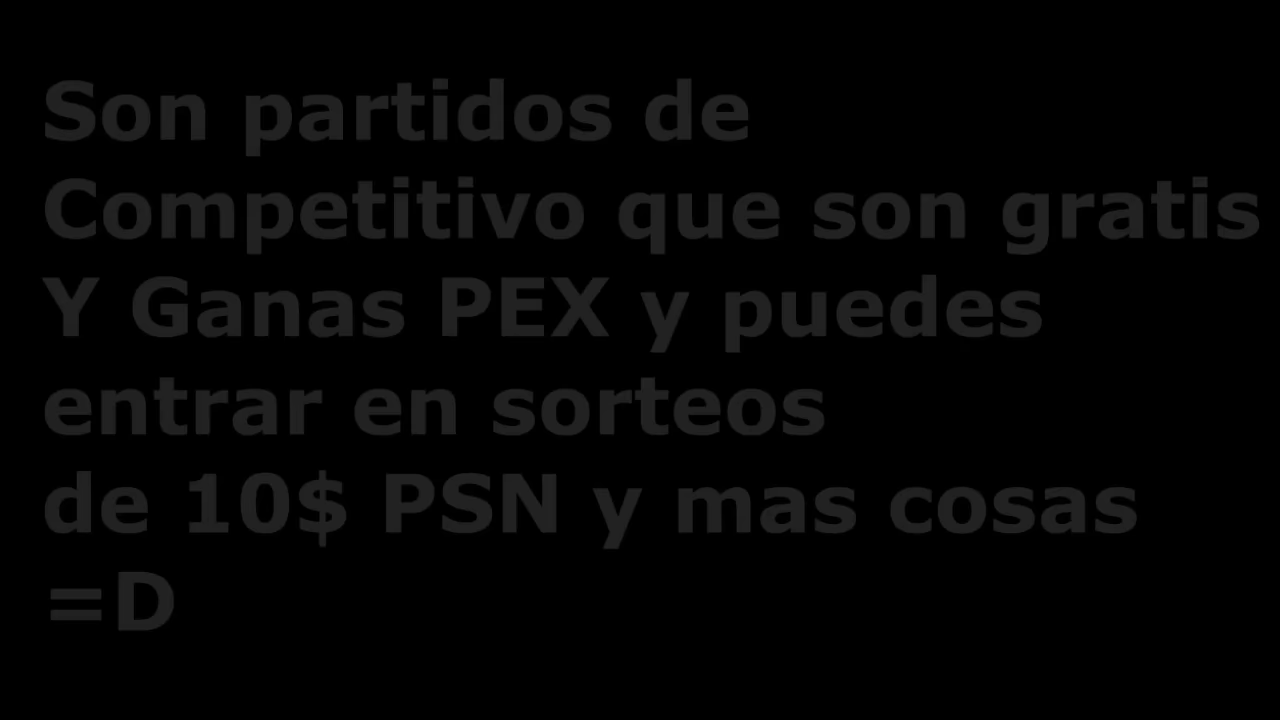 Son partidos de
Competitivo que son gratis
Y Ganas PEX y puedes
entrar en sorteos
de 10$ PSN y mas cosas
=D